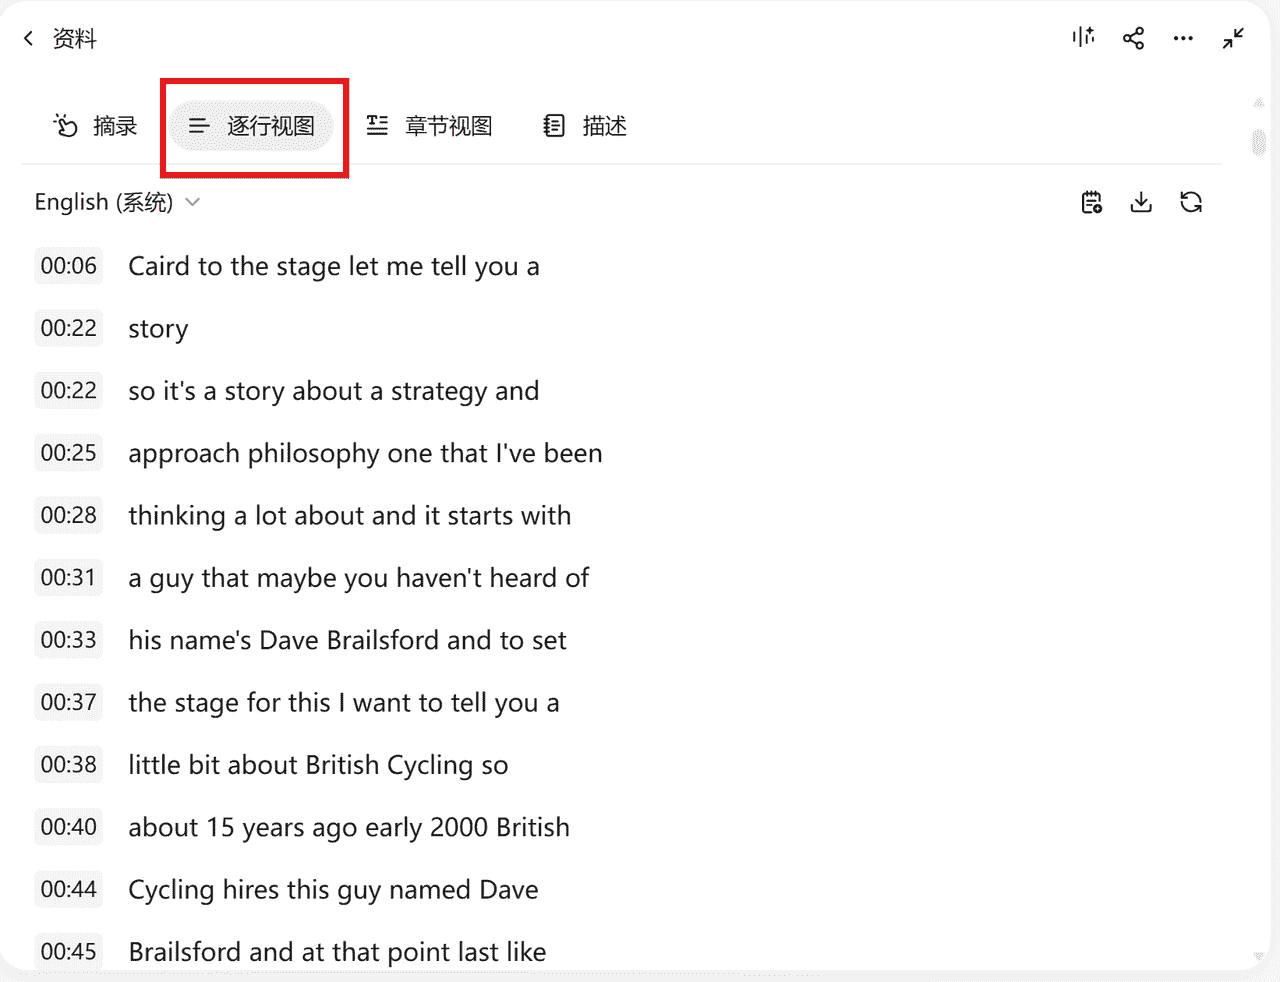 资料
摘录 逐行视图 章节视图 描述
English (系统)
00:06 Caird to the stage let me tell you a
00:22 story
00:22 so it's a story about a strategy and
00:25 approach philosophy one that I've been
00:28 thinking a lot about and it starts with
00:31 a guy that maybe you haven't heard of
00:33 his name's Dave Brailsford and to set
00:37 the stage for this I want to tell you a
00:38 little bit about British Cycling so
00:40 about 15 years ago early 2000 British
00:44 Cycling hires this guy named Dave
00:45 Brailsford and at that point last like